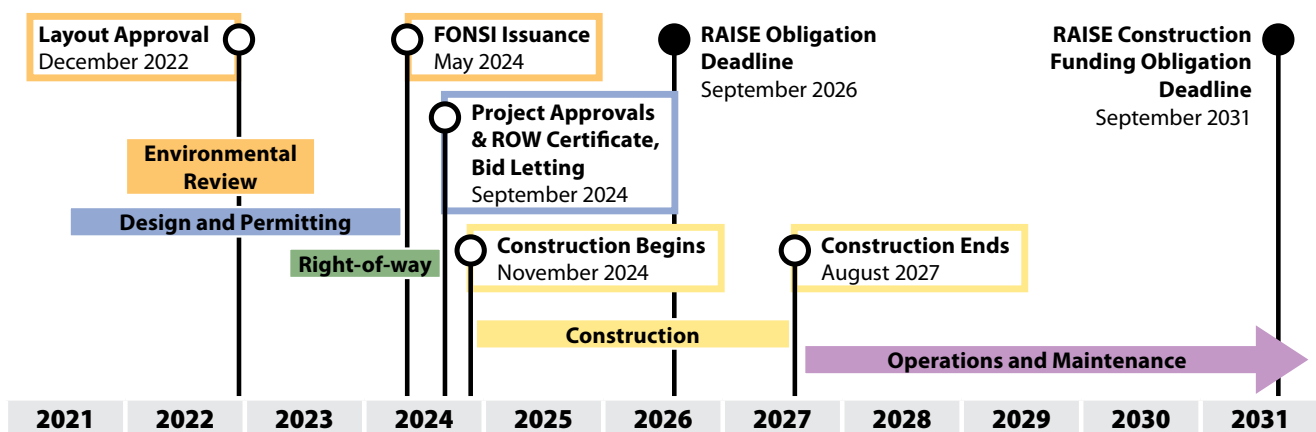 Layout Approval
December 2022
FONSI Issuance
May 2024
RAISE Obligation
Deadline
September 2026
RAISE Construction
Funding Obligation
Deadline
September 2031
Project Approvals
& ROW Certificate,
Bid Letting
September 2024
Environmental
Review
Design and Permitting
Right-of-way
Construction Begins
November 2024
Construction Ends
August 2027
Construction
Operations and Maintenance
2021 2022 2023 2024 2025 2026 2027 2028 2029 2030 2031